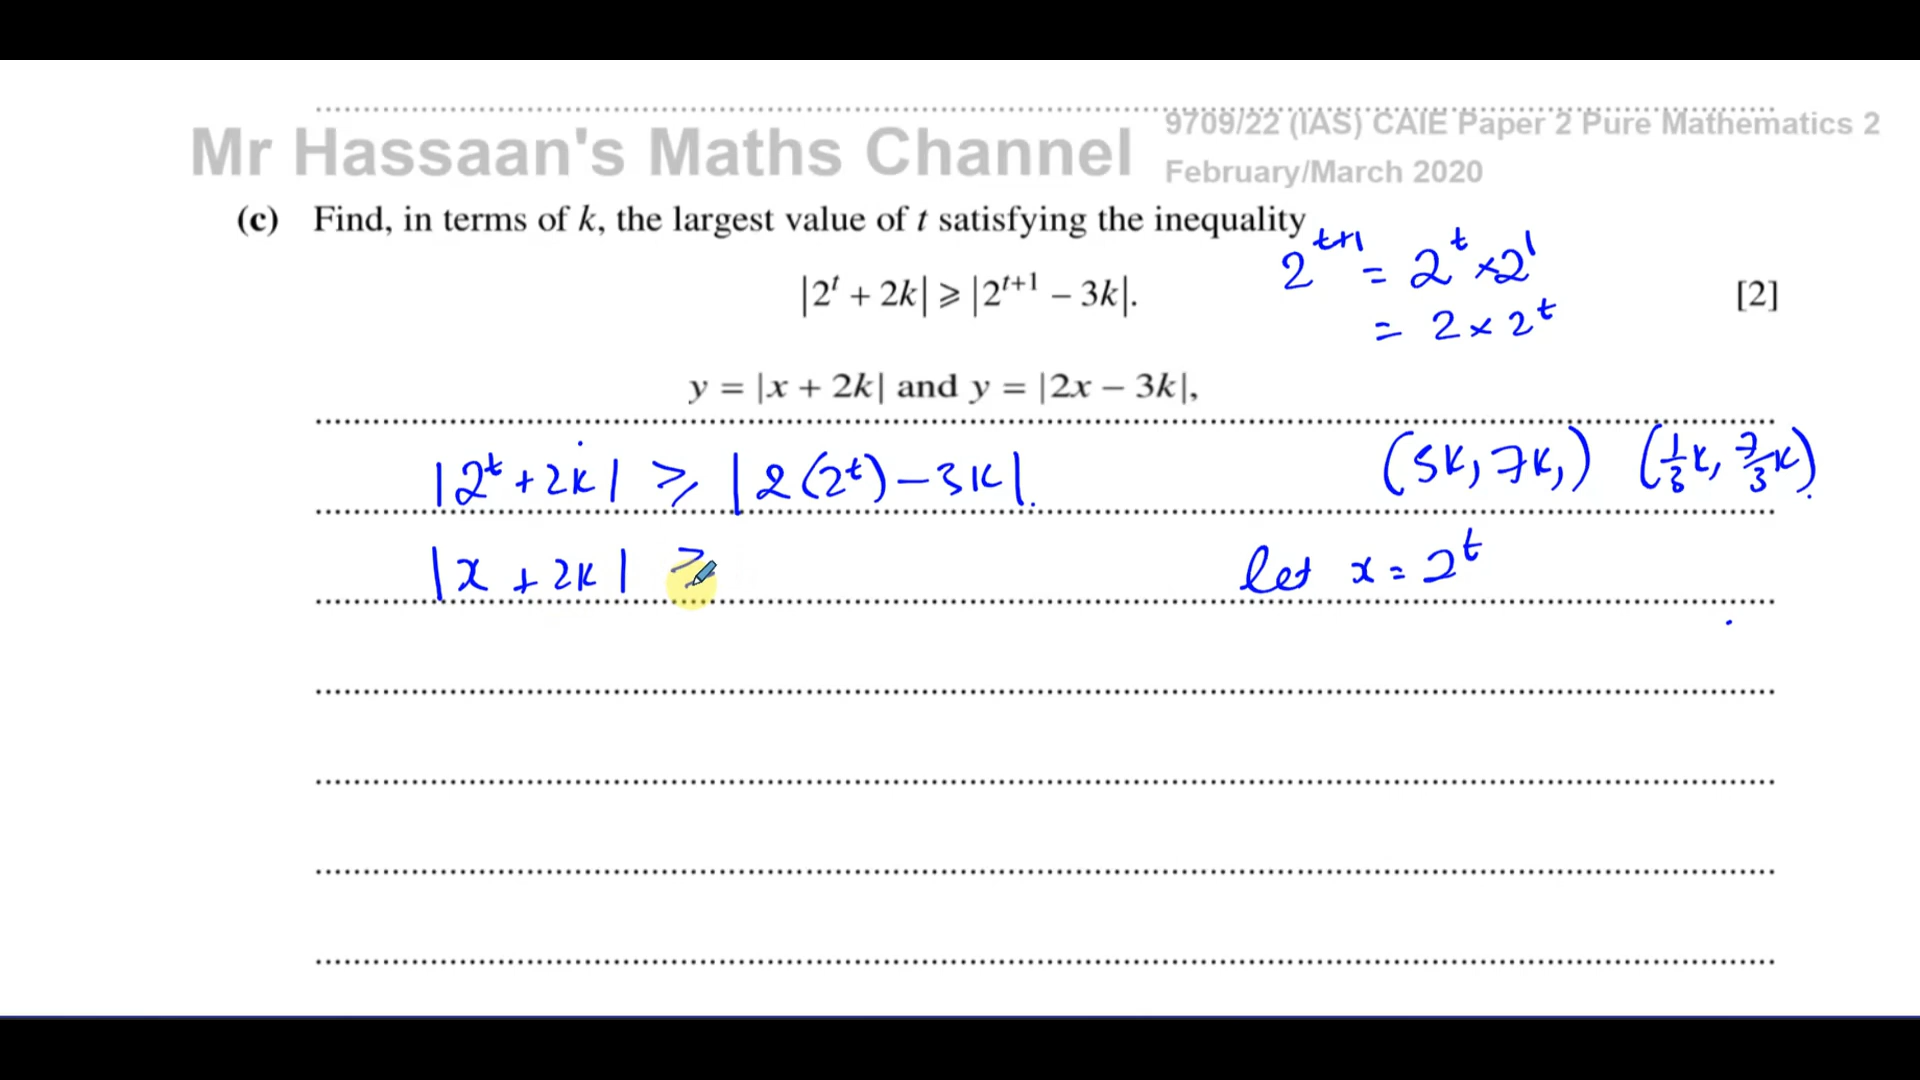 Mr Hassaan's Maths Channel
9709/22 (IAS) CAIE Paper 2 Pure Mathematics 2
February/March 2020
(c) Find, in terms of k, the largest value of t satisfying the inequality
|2^t + 2k| ⩾ |2^{t+1} − 3k|.
[2]
2^{t+1} = 2^t × 2^1
= 2 × 2^t
y = |x + 2k| and y = |2x − 3k|,
|2^t + 2k| ⩾ |2(2^t) − 3k|.
(5k, 7k,) (1/3 k, 7/3 k)
|x + 2k| ⩾
let x = 2^t